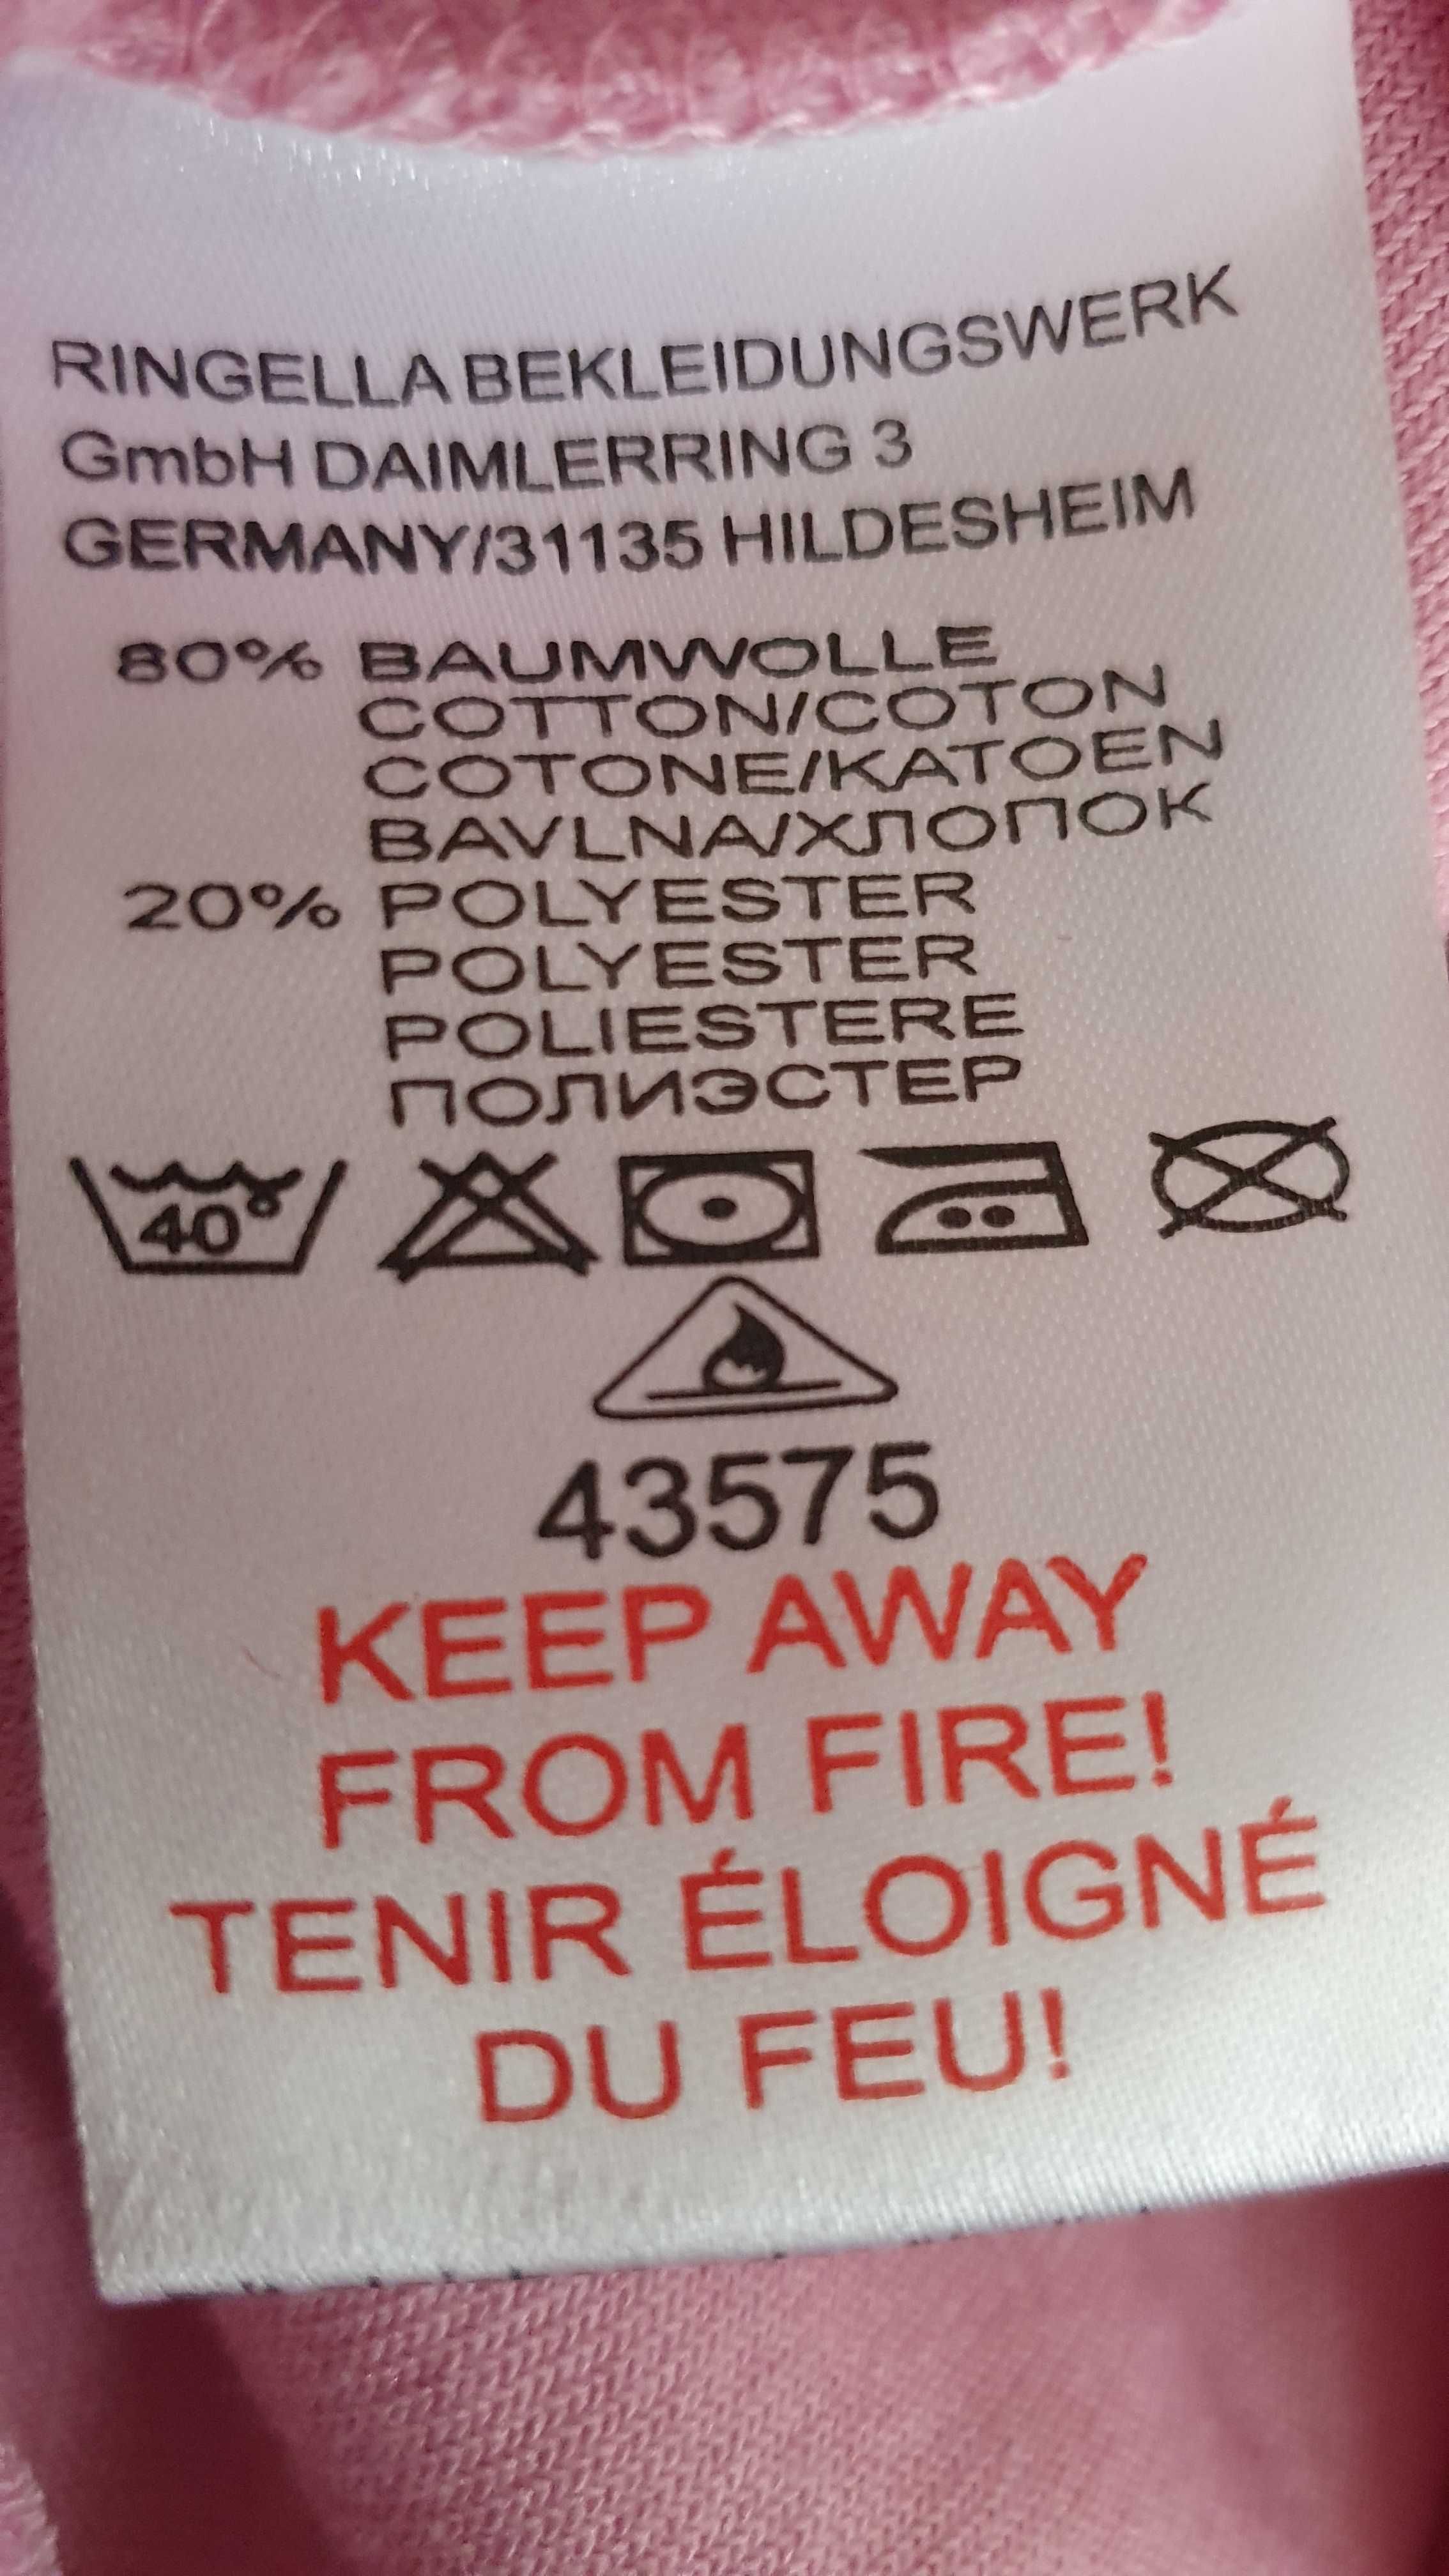 RINGELLA BEKLEIDUNGSWERK
GmbH DAIMLERRING 3
GERMANY/31135 HILDESHEIM
80% BAUMWOLLE
COTTON/COTON
COTONE/KATOEN
BAVLNA/ХЛОПОК
20% POLYESTER
POLYESTER
POLIESTERE
ПОЛИЭСТЕР
40°
43575
KEEP AWAY
FROM FIRE!
TENIR ÉLOIGNÉ
DU FEU!